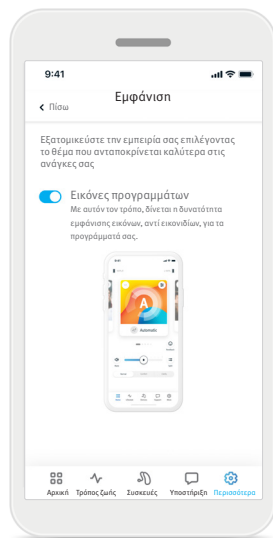 9:41
Πίσω
Εμφάνιση
Εξατομικεύστε την εμπειρία σας επιλέγοντας
το θέμα που ανταποκρίνεται καλύτερα στις
ανάγκες σας
Εικόνες προγραμμάτων
Με αυτόν τον τρόπο, δίνεται η δυνατότητα
εμφάνισης εικόνων, αντί εικονιδίων, για τα
προγράμματά σας.
A
Automatic
Αρχική Τρόπος ζωής Συσκευές Υποστήριξη Περισσότερα